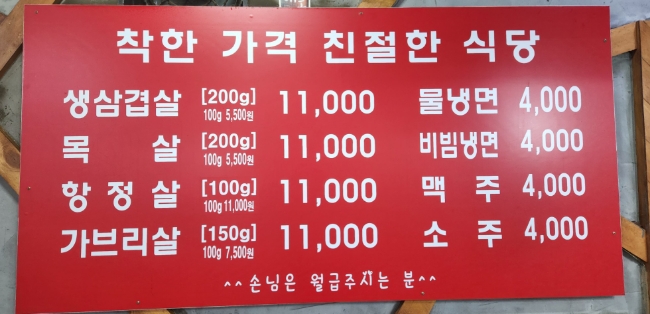 착한 가격 친절한 식당
생삼겹살 [200g] 100g 5,500원 11,000 물냉면 4,000
목 살 [200g] 100g 5,500원 11,000 비빔냉면 4,000
항정살 [100g] 100g 11,000원 11,000 맥 주 4,000
가브리살 [150g] 100g 7,500원 11,000 소 주 4,000
^^손님은 월급주시는 분^^